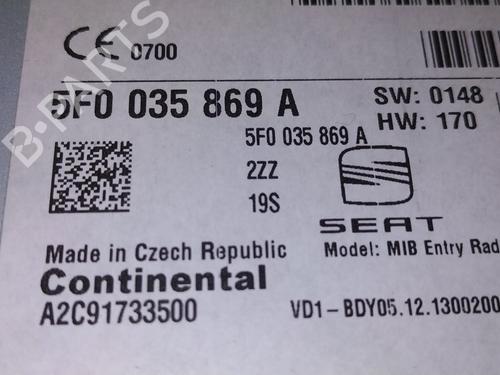 CE 0700
5F0 035 869 A
SW: 0148
HW: 170
5F0 035 869 A
2ZZ
19S
SEAT
Made in Czech Republic
Model: MIB Entry Rad
Continental
A2C91733500
VD1-BDY05.12.1300200
B-PARTS